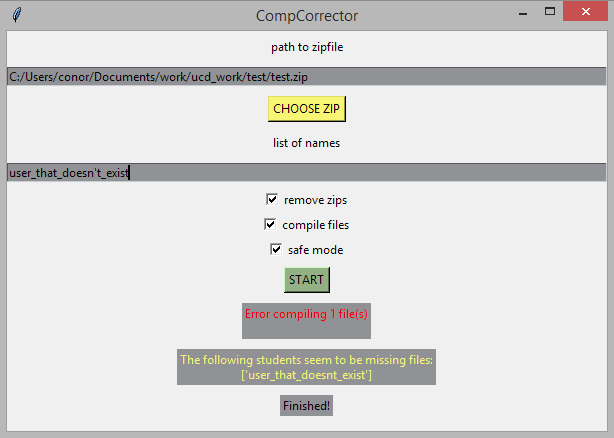 CompCorrector
path to zipfile
C:/Users/conor/Documents/work/ucd_work/test/test.zip
CHOOSE ZIP
list of names
user_that_doesn't_exist
remove zips
compile files
safe mode
START
Error compiling 1 file(s)
The following students seem to be missing files:
['user_that_doesnt_exist']
Finished!